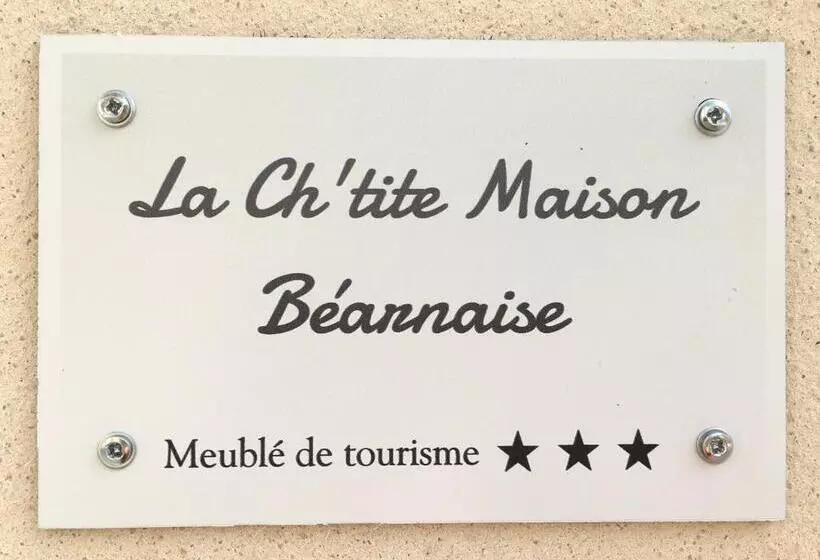 La Ch'tite Maison
Béarnaise
Meublé de tourisme ★ ★ ★